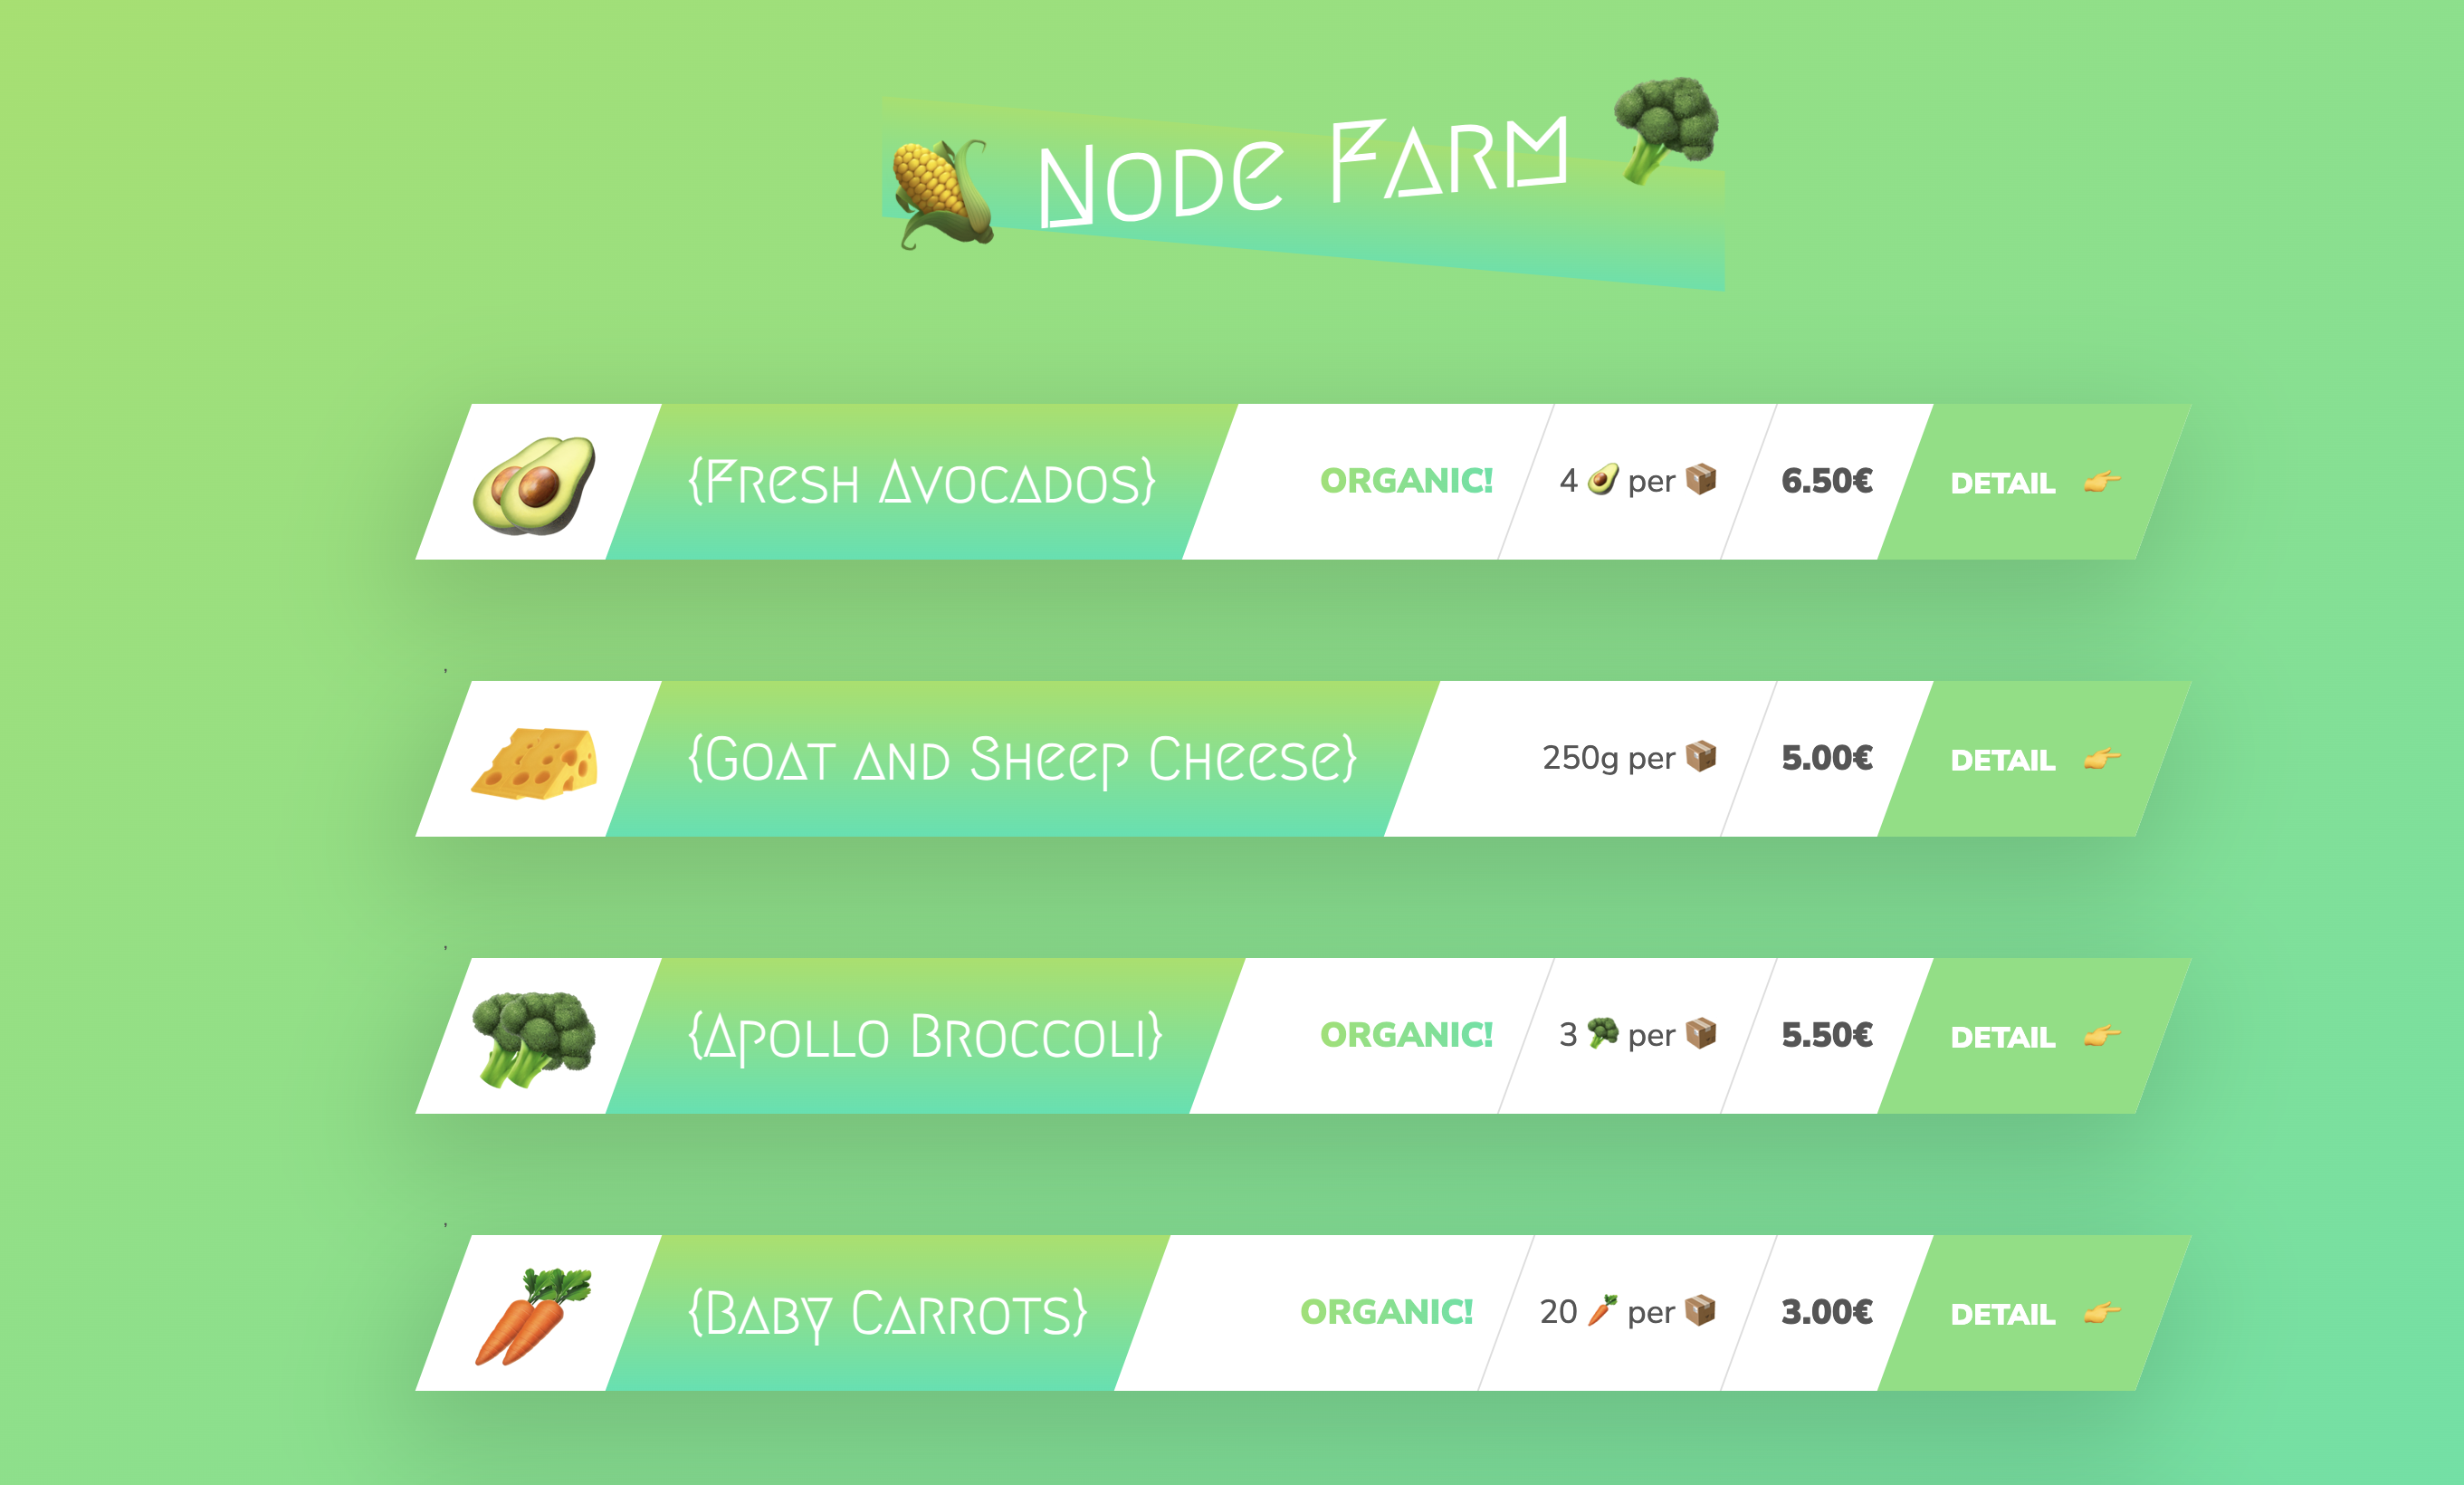 Node Farm
{Fresh Avocados} ORGANIC! 4 🥑 per 📦 6.50€ DETAIL 👉
,
{Goat and Sheep Cheese} 250g per 📦 5.00€ DETAIL 👉
,
{Apollo Broccoli} ORGANIC! 3 🥦 per 📦 5.50€ DETAIL 👉
,
{Baby Carrots} ORGANIC! 20 🥕 per 📦 3.00€ DETAIL 👉